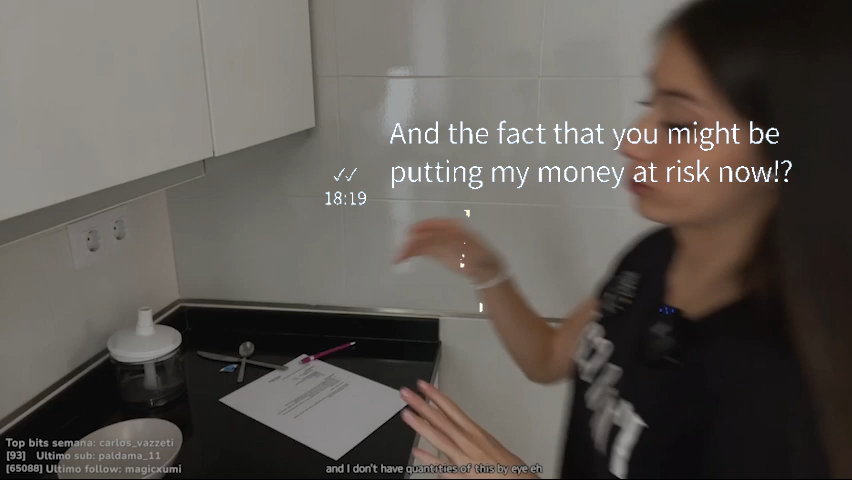 And the fact that you might be
putting my money at risk now!?
✓✓
18:19
Top bits semana: carlos_vazzeti
[93] Ultimo sub: paldama_11
[65088] Ultimo follow: magicxumi
and I don't have quantities of this by eye eh